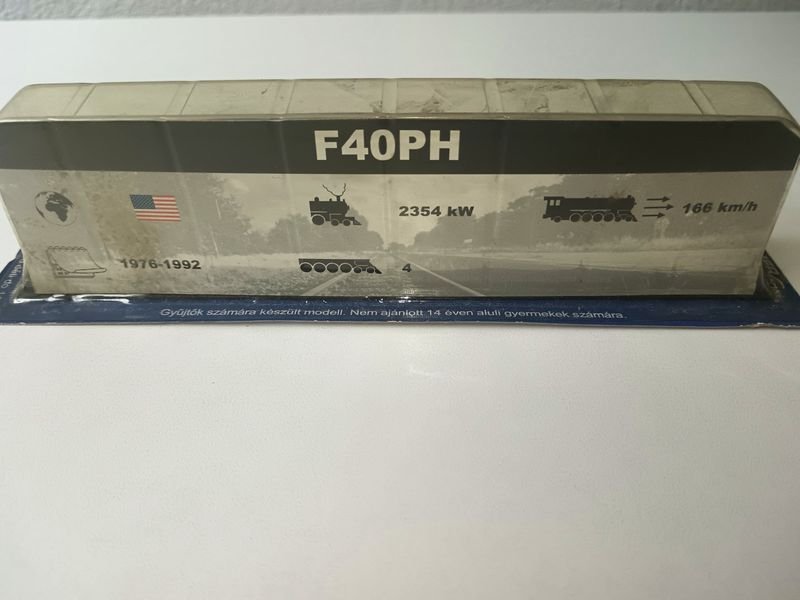 F40PH
2354 kW
166 km/h
1976-1992
4
Gyűjtők számára készült modell. Nem ajánlott 14 éven aluli gyermekek számára.